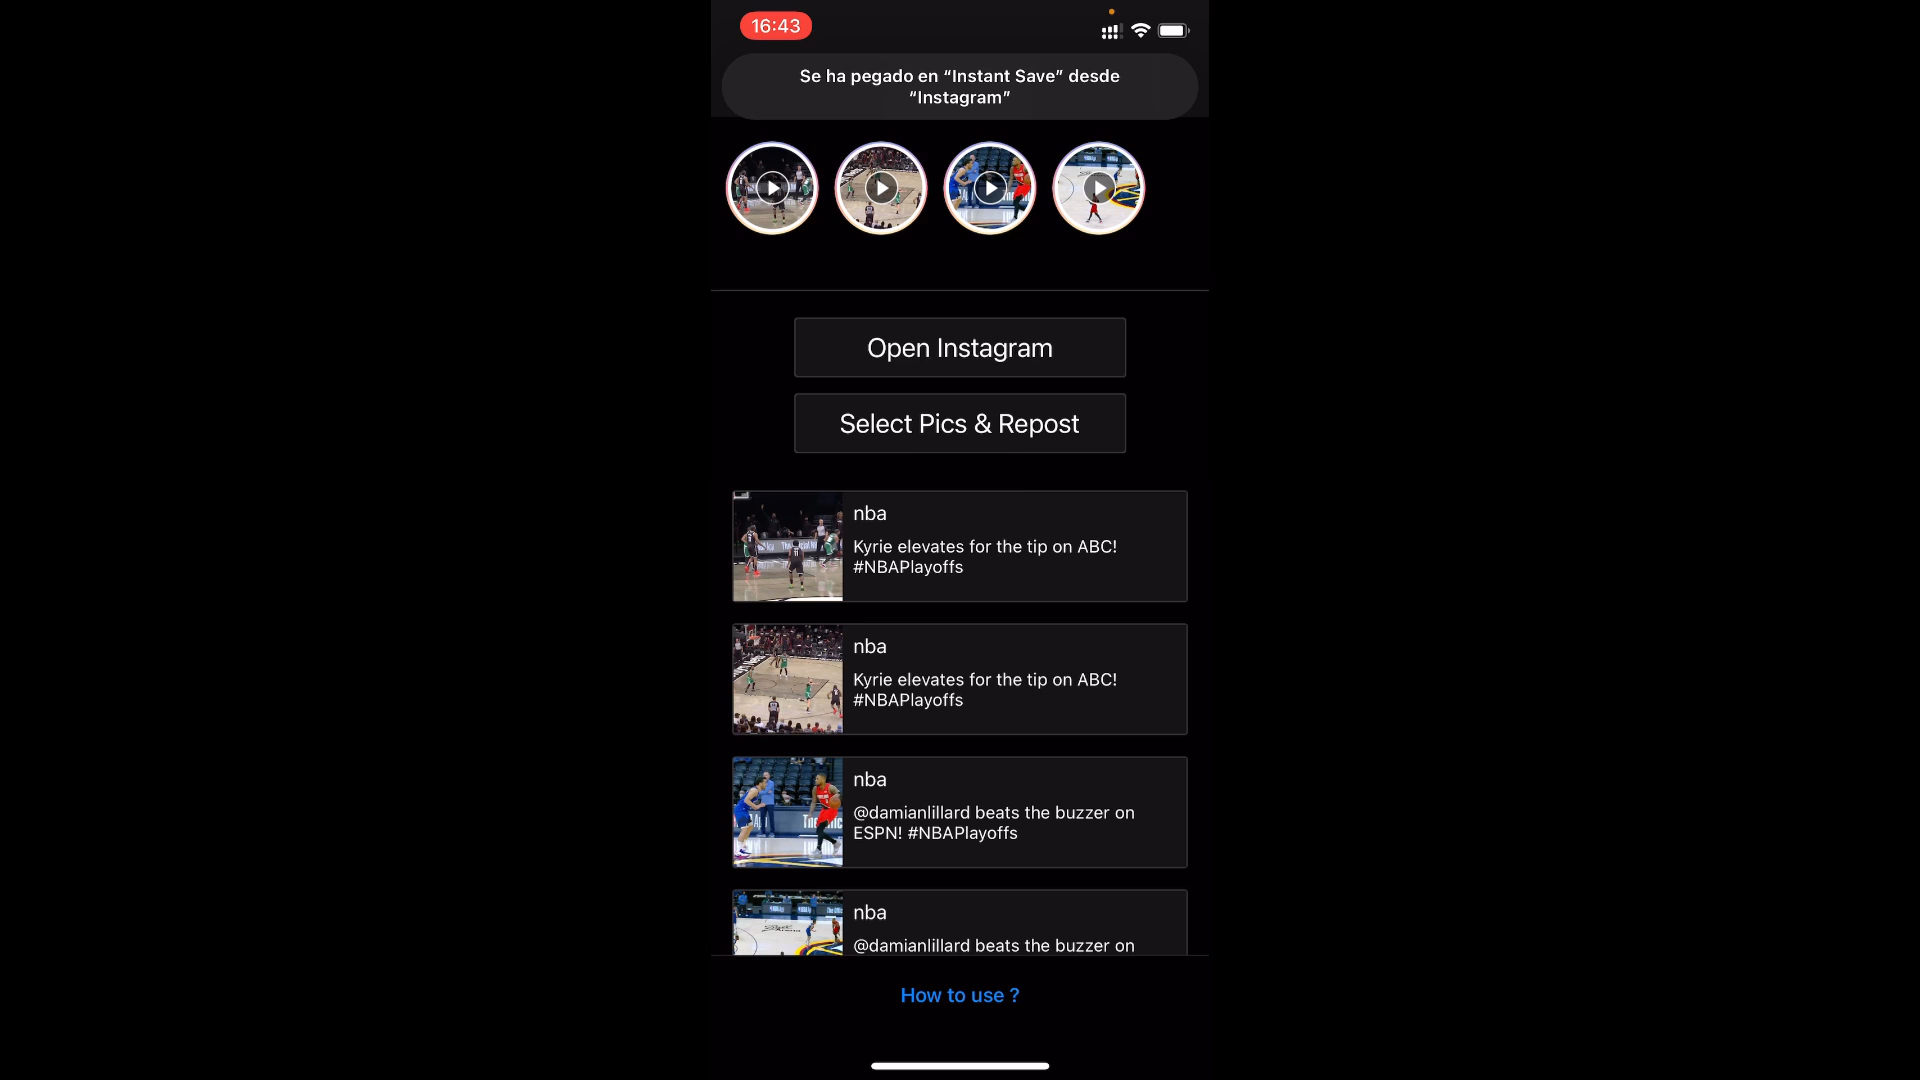 16:43
Se ha pegado en “Instant Save” desde
“Instagram”
Open Instagram
Select Pics & Repost
nba
Kyrie elevates for the tip on ABC!
#NBAPlayoffs
nba
Kyrie elevates for the tip on ABC!
#NBAPlayoffs
nba
@damianlillard beats the buzzer on
ESPN! #NBAPlayoffs
nba
@damianlillard beats the buzzer on
How to use ?